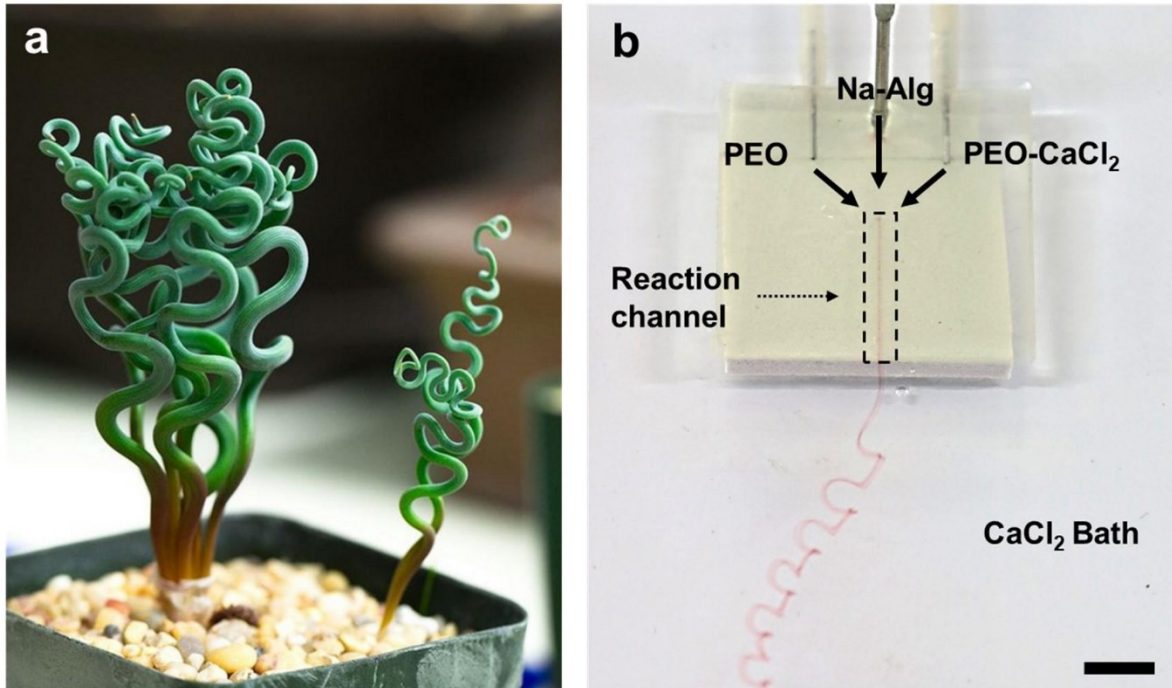 a
b
Na-Alg
PEO
PEO-CaCl₂
Reaction
channel
CaCl₂ Bath